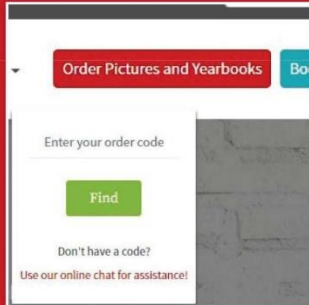 Order Pictures and Yearbooks
Enter your order code
Find
Don't have a code?
Use our online chat for assistance!